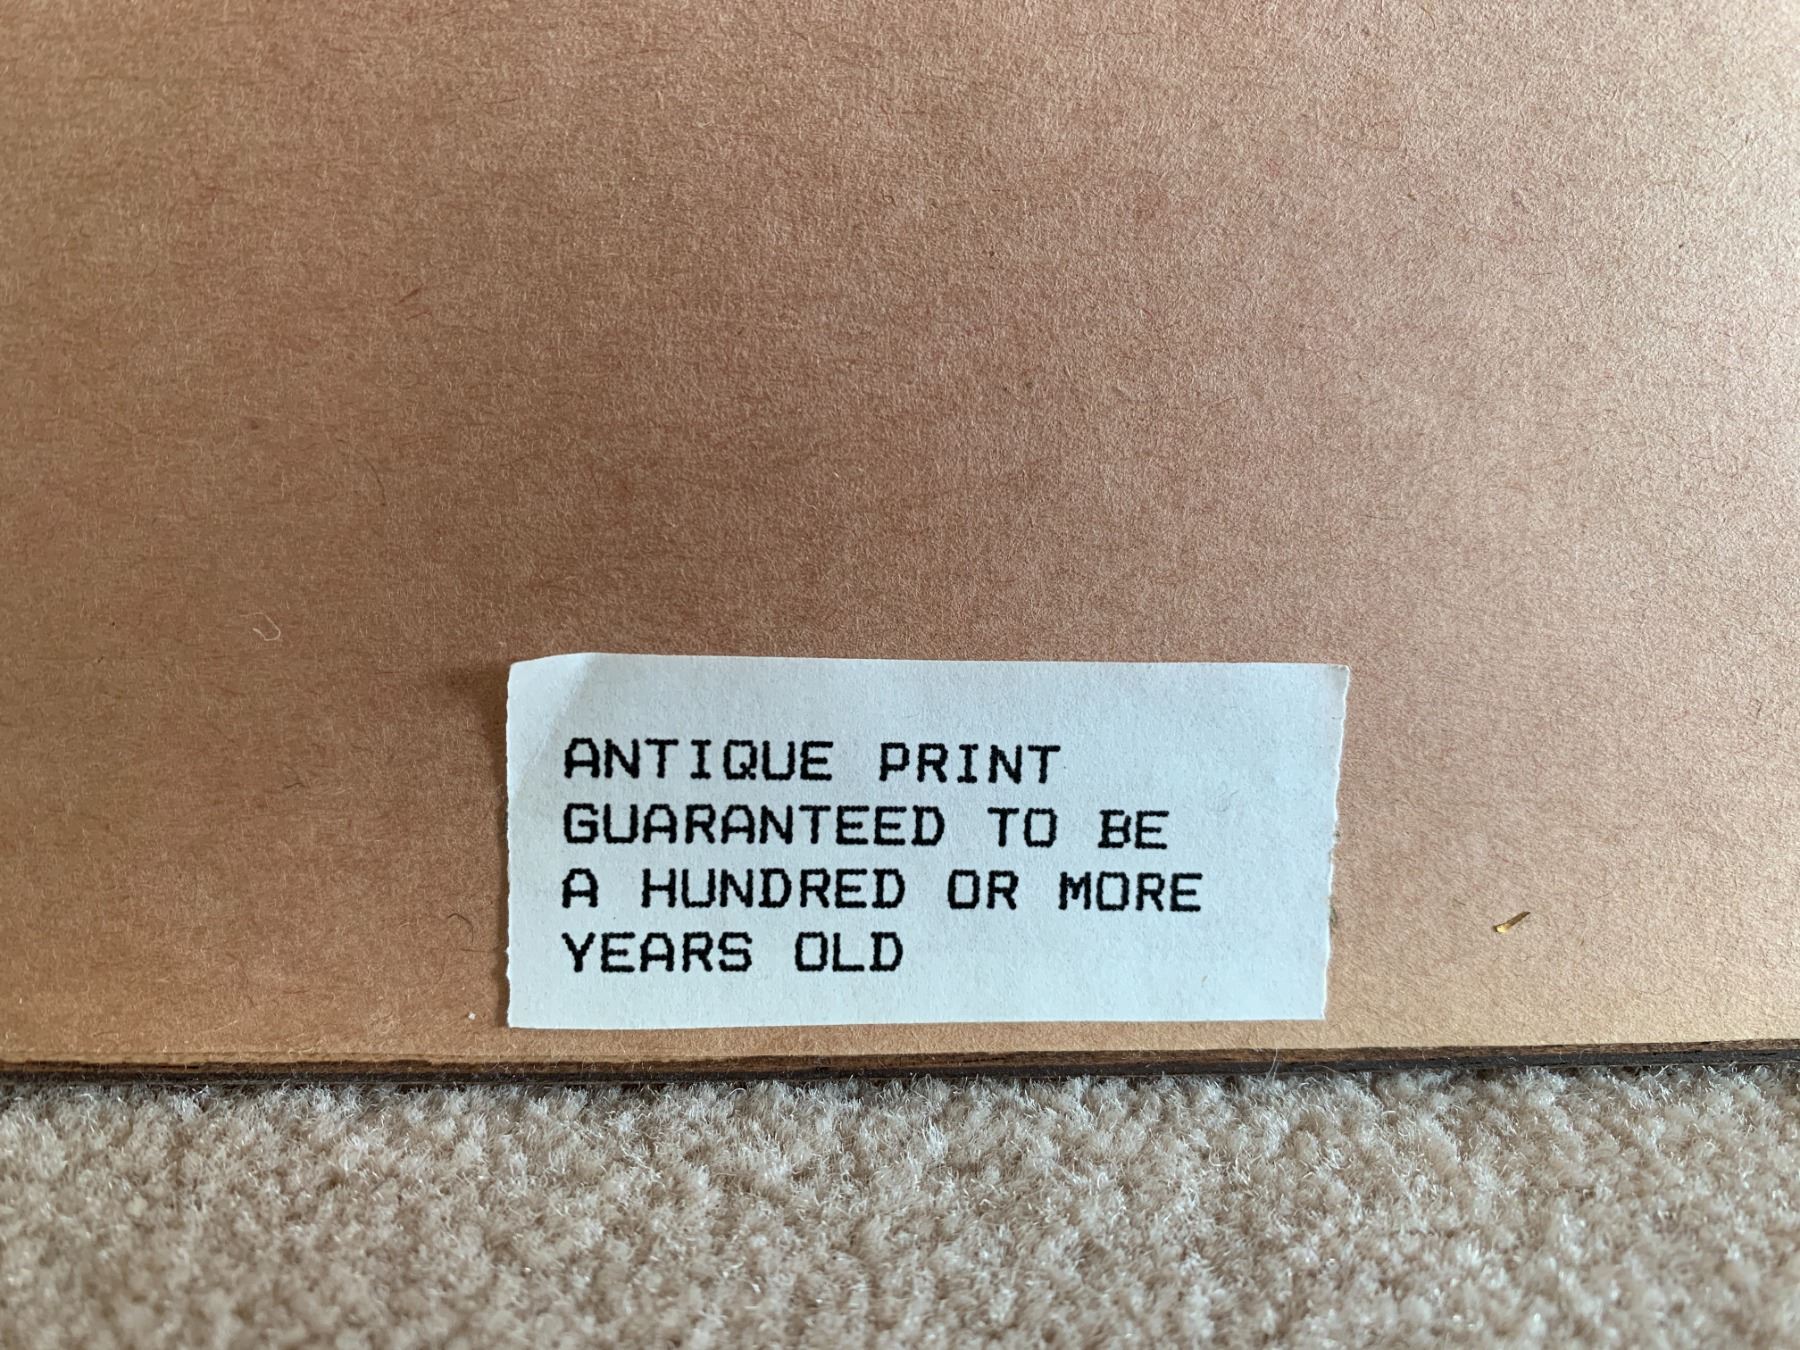 ANTIQUE PRINT
GUARANTEED TO BE
A HUNDRED OR MORE
YEARS OLD